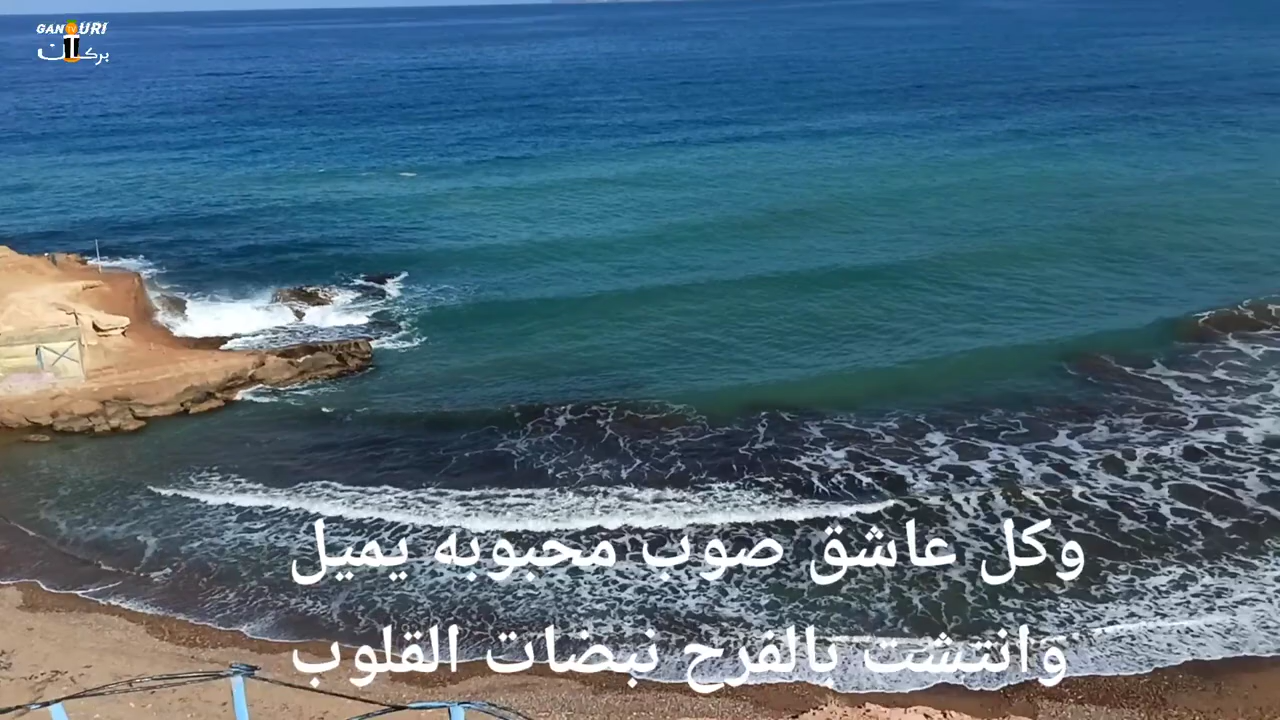 GANOURI
بركان
وكل عاشق صوب محبوبه يميل
وانتشت بالفرح نبضات القلوب